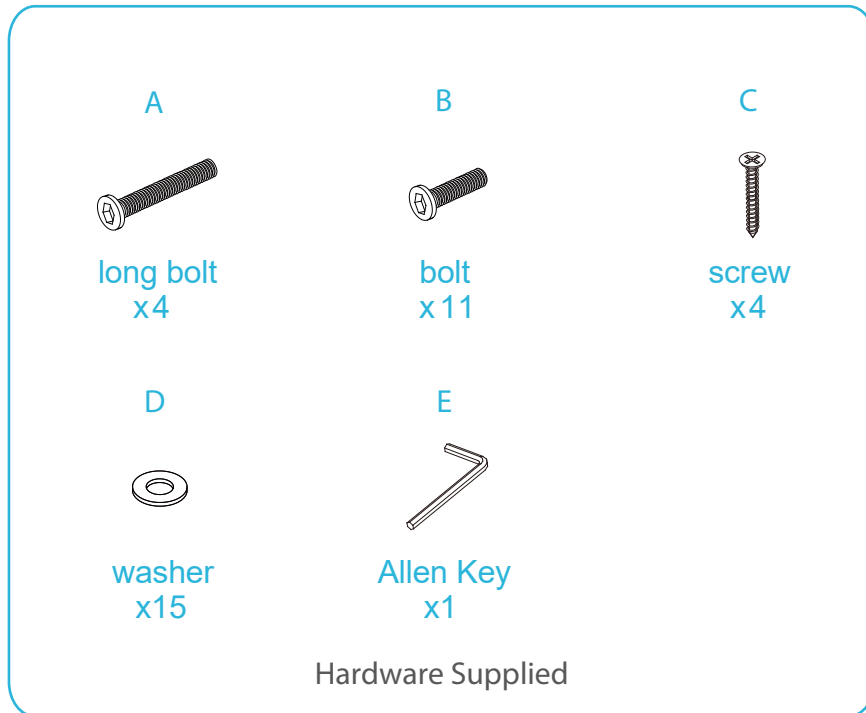 A
B
C
long bolt
x4
bolt
x11
screw
x4
D
E
washer
x15
Allen Key
x1
Hardware Supplied